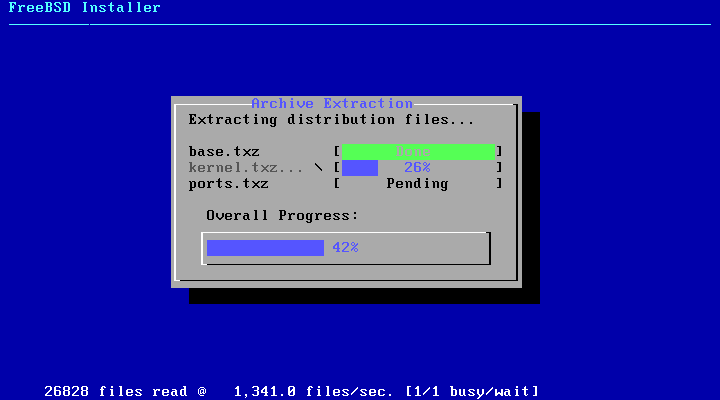 FreeBSD Installer
Archive Extraction
Extracting distribution files...
base.txz [ Done ]
kernel.txz... \ [ 26% ]
ports.txz [ Pending ]
Overall Progress:
42%
26828 files read @ 1,341.0 files/sec. [1/1 busy/wait]